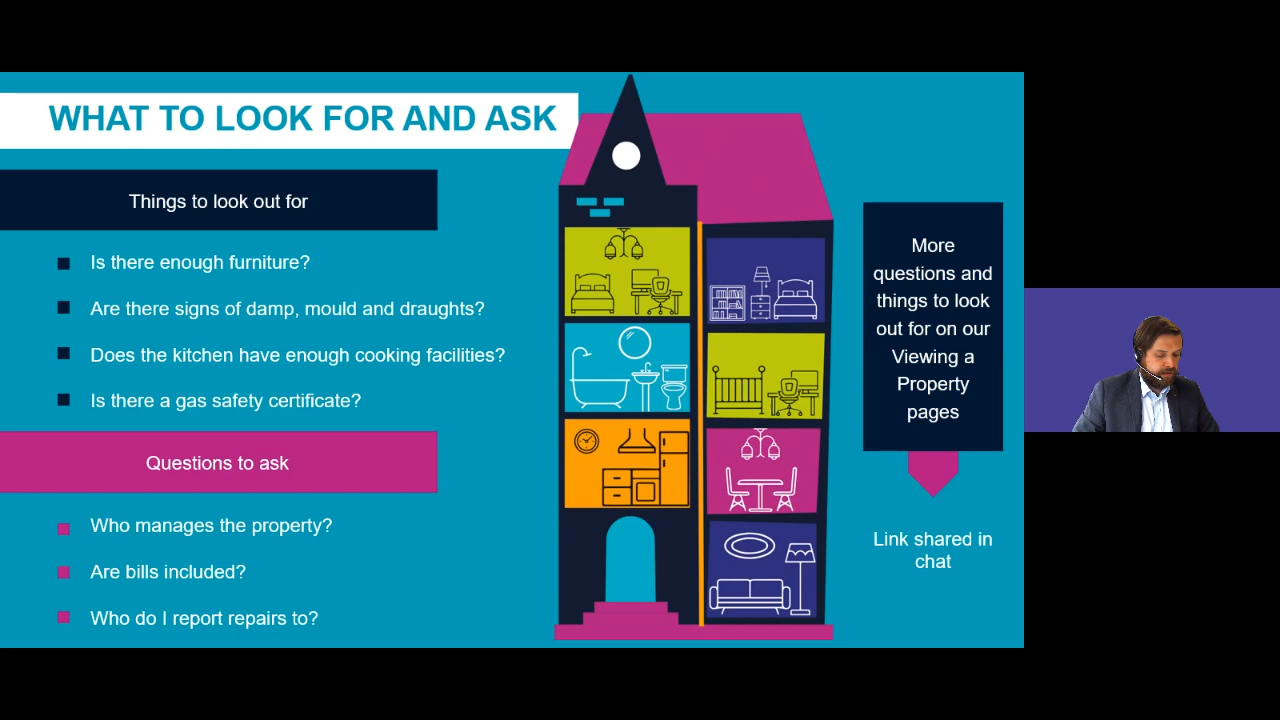 WHAT TO LOOK FOR AND ASK
Things to look out for
Is there enough furniture?
Are there signs of damp, mould and draughts?
Does the kitchen have enough cooking facilities?
Is there a gas safety certificate?
Questions to ask
Who manages the property?
Are bills included?
Who do I report repairs to?
More
questions and
things to look
out for on our
Viewing a
Property
pages
Link shared in
chat